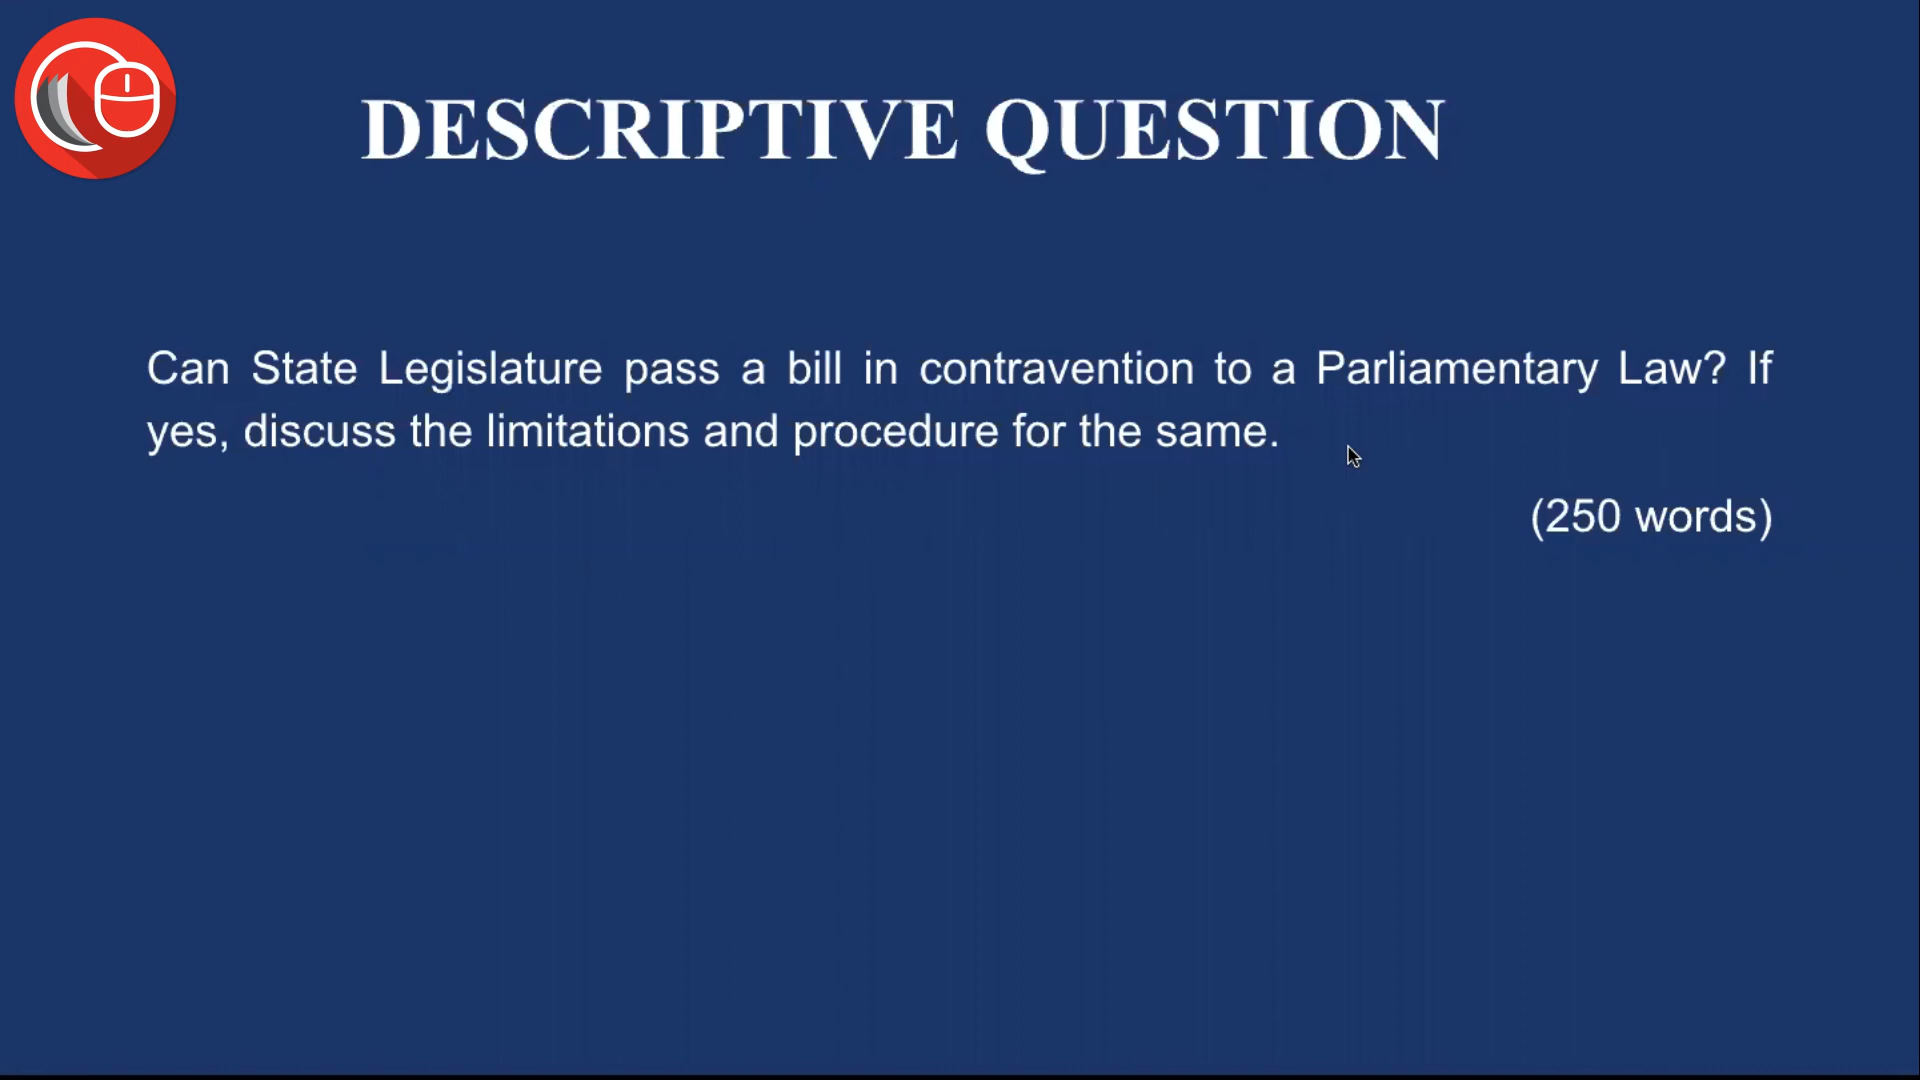 DESCRIPTIVE QUESTION
Can State Legislature pass a bill in contravention to a Parliamentary Law? If
yes, discuss the limitations and procedure for the same.
(250 words)